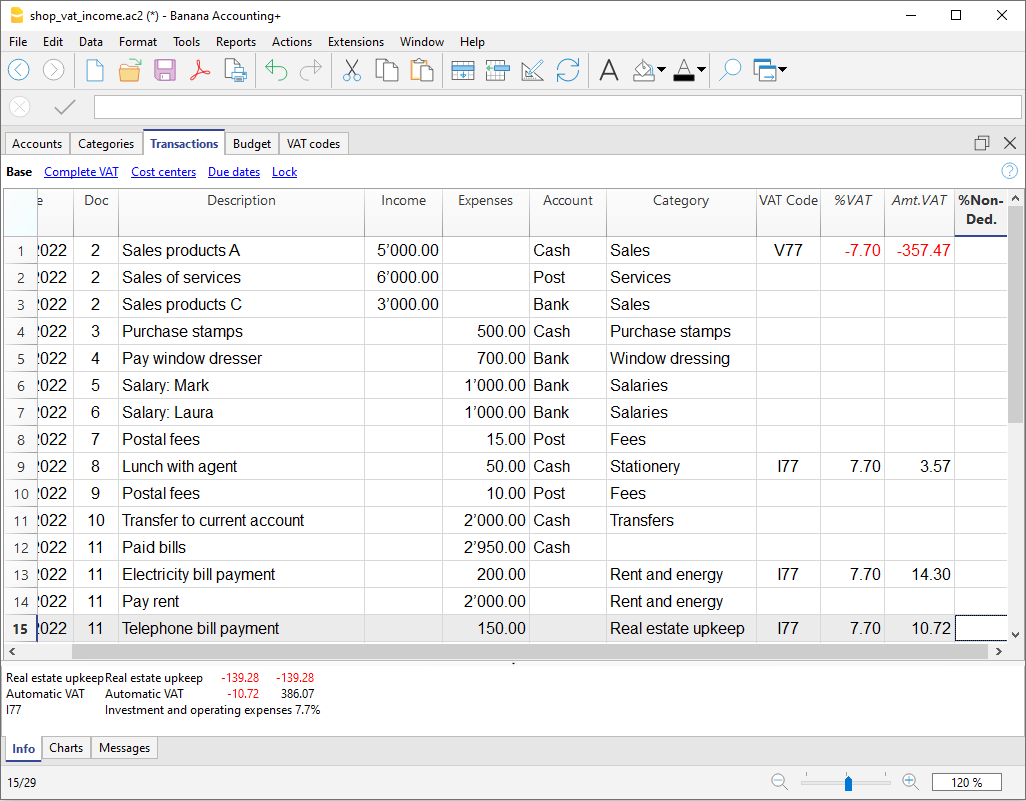 shop_vat_income.ac2 (*) - Banana Accounting+
File Edit Data Format Tools Reports Actions Extensions Window Help
Accounts Categories Transactions Budget VAT codes
Base Complete VAT Cost centers Due dates Lock
e Doc Description Income Expenses Account Category VAT Code %VAT Amt.VAT %Non-Ded.
1 2022 2 Sales products A 5’000.00 Cash Sales V77 -7.70 -357.47
2 2022 2 Sales of services 6’000.00 Post Services
3 2022 2 Sales products C 3’000.00 Bank Sales
4 2022 3 Purchase stamps 500.00 Cash Purchase stamps
5 2022 4 Pay window dresser 700.00 Bank Window dressing
6 2022 5 Salary: Mark 1’000.00 Bank Salaries
7 2022 6 Salary: Laura 1’000.00 Bank Salaries
8 2022 7 Postal fees 15.00 Post Fees
9 2022 8 Lunch with agent 50.00 Cash Stationery I77 7.70 3.57
10 2022 9 Postal fees 10.00 Post Fees
11 2022 10 Transfer to current account 2’000.00 Cash Transfers
12 2022 11 Paid bills 2’950.00 Cash
13 2022 11 Electricity bill payment 200.00 Rent and energy I77 7.70 14.30
14 2022 11 Pay rent 2’000.00 Rent and energy
15 2022 11 Telephone bill payment 150.00 Real estate upkeep I77 7.70 10.72
Real estate upkeep Real estate upkeep -139.28 -139.28
Automatic VAT Automatic VAT -10.72 386.07
I77 Investment and operating expenses 7.7%
Info Charts Messages
15/29 120 %